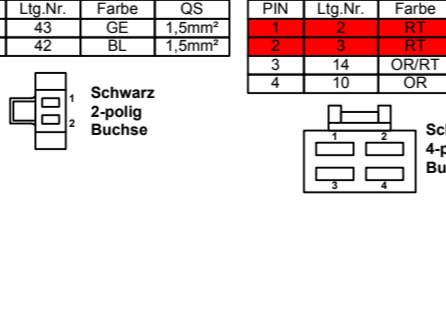 Ltg.Nr. Farbe QS
43 GE 1,5mm²
42 BL 1,5mm²
1
2
Schwarz
2-polig
Buchse
PIN Ltg.Nr. Farbe
1 2 RT
2 3 RT
3 14 OR/RT
4 10 OR
1 2
3 4